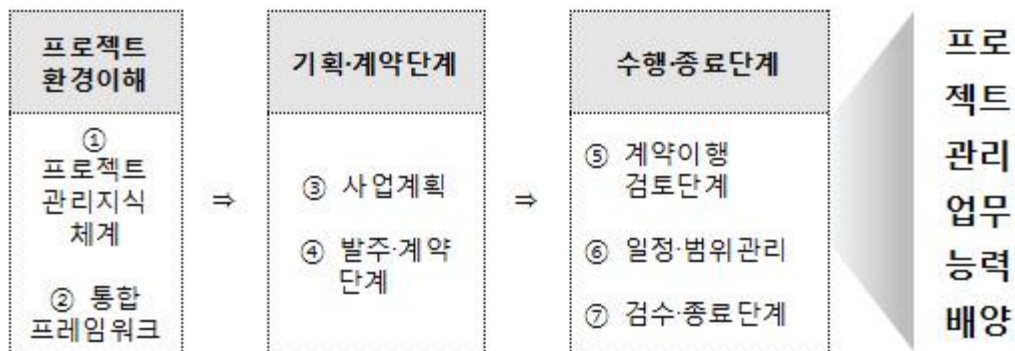 프로젝트
환경이해
①
프로젝트
관리지식
체계
② 통합
프레임워크
⇒
기획·계약단계
③ 사업계획
④ 발주·계약
단계
⇒
수행·종료단계
⑤ 계약이행
검토단계
⑥ 일정·범위관리
⑦ 검수·종료단계
프로
젝트
관리
업무
능력
배양